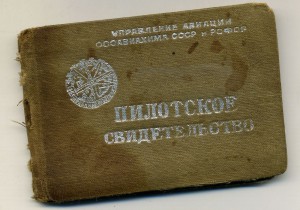 УПРАВЛЕНИЕ АВИАЦИИ
ОСОАВИАХИМА СССР и РСФСР
ПИЛОТСКОЕ
СВИДЕТЕЛЬСТВО